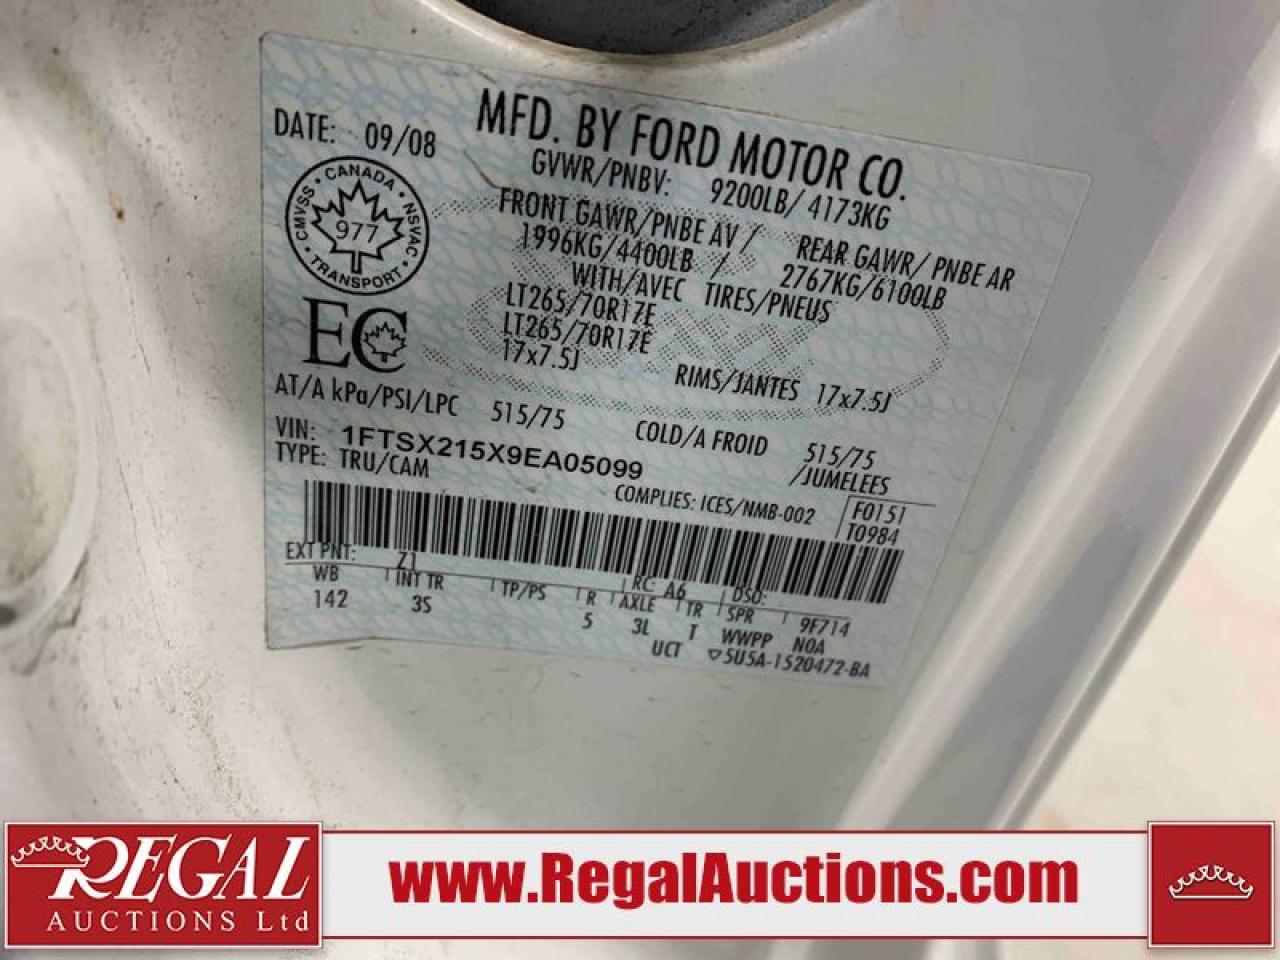 MFD. BY FORD MOTOR CO.
DATE: 09/08
GVWR/PNBV: 9200LB/ 4173KG
FRONT GAWR/PNBE AV / REAR GAWR/ PNBE AR
1996KG/4400LB / 2767KG/6100LB
WITH/AVEC TIRES/PNEUS
LT265/70R17E
LT265/70R17E
17x7.5J
RIMS/JANTES 17x7.5J
CANADA
CMVSS · NSVAC
977
TRANSPORT
EC
AT/A kPa/PSI/LPC 515/75 COLD/A FROID 515/75
/JUMELEES
VIN: 1FTSX215X9EA05099
TYPE: TRU/CAM
COMPLIES: ICES/NMB-002
F0151
T0984
EXT PNT: Z1 RC: A6 DSO:
WB INT TR TP/PS R AXLE TR SPR 9F714
142 3S 5 3L T WWPP NOA
UCT ▽5U5A-1520472-BA
REGAL
AUCTIONS Ltd
www.RegalAuctions.com